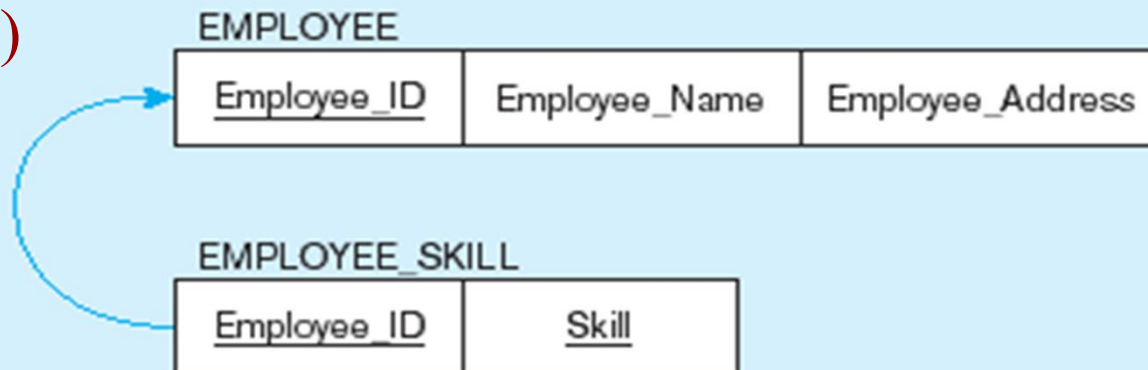 )
EMPLOYEE
Employee_ID Employee_Name Employee_Address
EMPLOYEE_SKILL
Employee_ID Skill